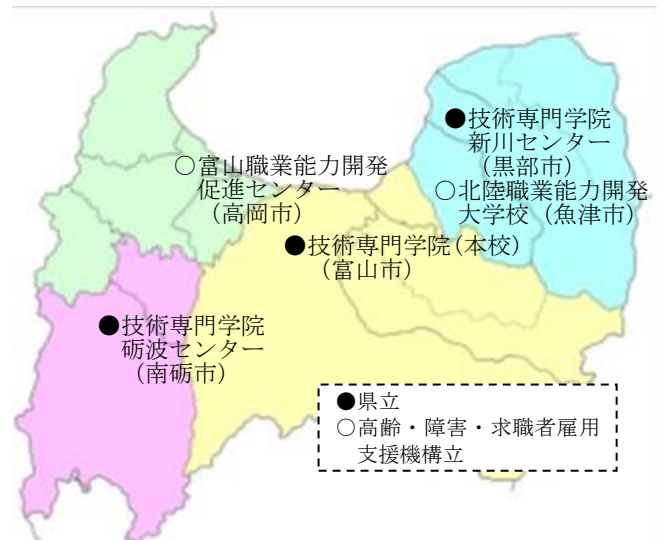 ●技術専門学院
新川センター
(黒部市)
○富山職業能力開発
促進センター
(高岡市)
○北陸職業能力開発
大学校(魚津市)
●技術専門学院(本校)
(富山市)
●技術専門学院
砺波センター
(南砺市)
●県立
○高齢・障害・求職者雇用
支援機構立